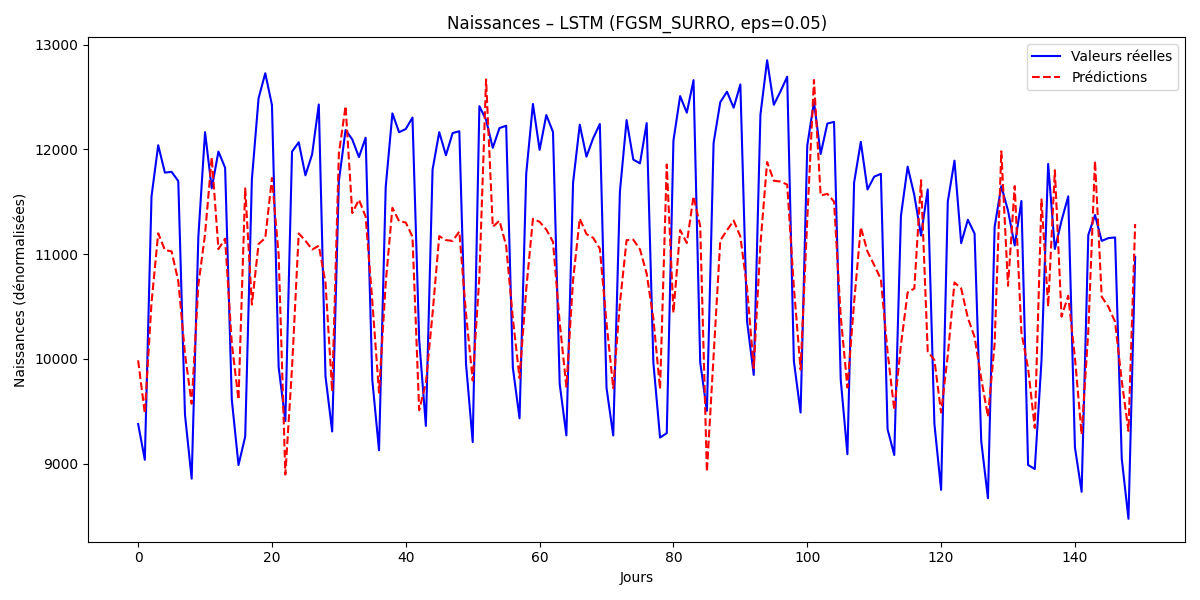 Naissances – LSTM (FGSM_SURRO, eps=0.05)
13000
12000
11000
10000
9000
Naissances (dénormalisées)
Valeurs réelles
Prédictions
0 20 40 60 80 100 120 140
Jours